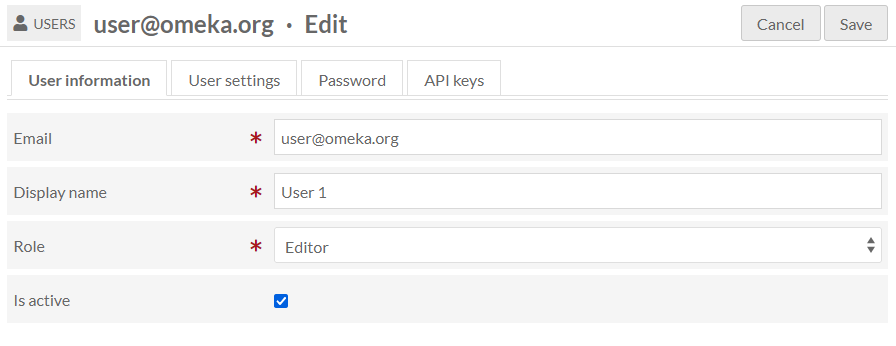 USERS user@omeka.org · Edit Cancel Save
User information User settings Password API keys
Email * user@omeka.org
Display name * User 1
Role * Editor
Is active